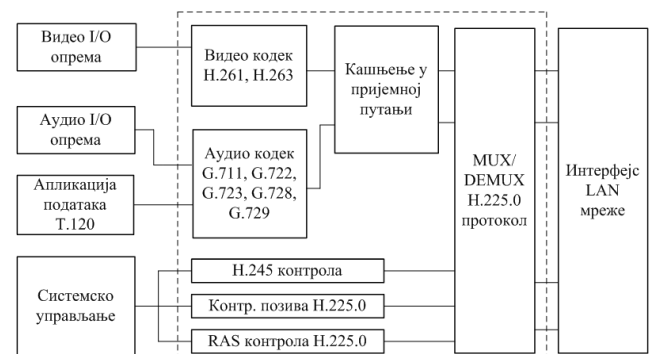 Видео I/O
опрема
Видео кодек
H.261, H.263
Кашњење у
пријемној
путањи
Аудио I/O
опрема
Аудио кодек
G.711, G.722,
G.723, G.728,
G.729
Апликација
података
T.120
MUX/
DEMUX
H.225.0
протокол
Интерфејс
LAN
мреже
Системско
управљање
H.245 контрола
Контр. позива H.225.0
RAS контрола H.225.0